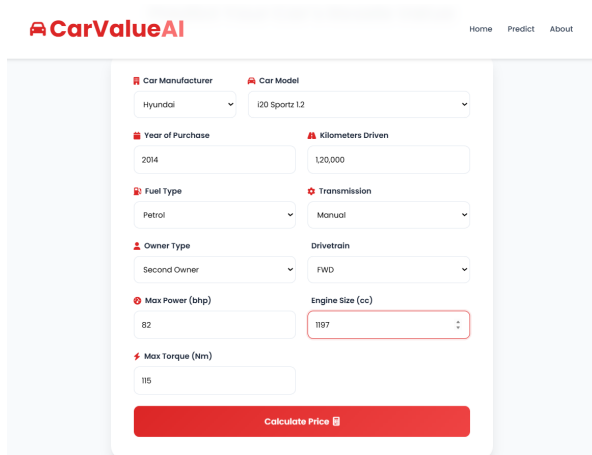 CarValueAI
Home Predict About
Car Manufacturer Car Model
Hyundai i20 Sportz 1.2
Year of Purchase Kilometers Driven
2014 1,20,000
Fuel Type Transmission
Petrol Manual
Owner Type Drivetrain
Second Owner FWD
Max Power (bhp) Engine Size (cc)
82 1197
Max Torque (Nm)
115
Calculate Price